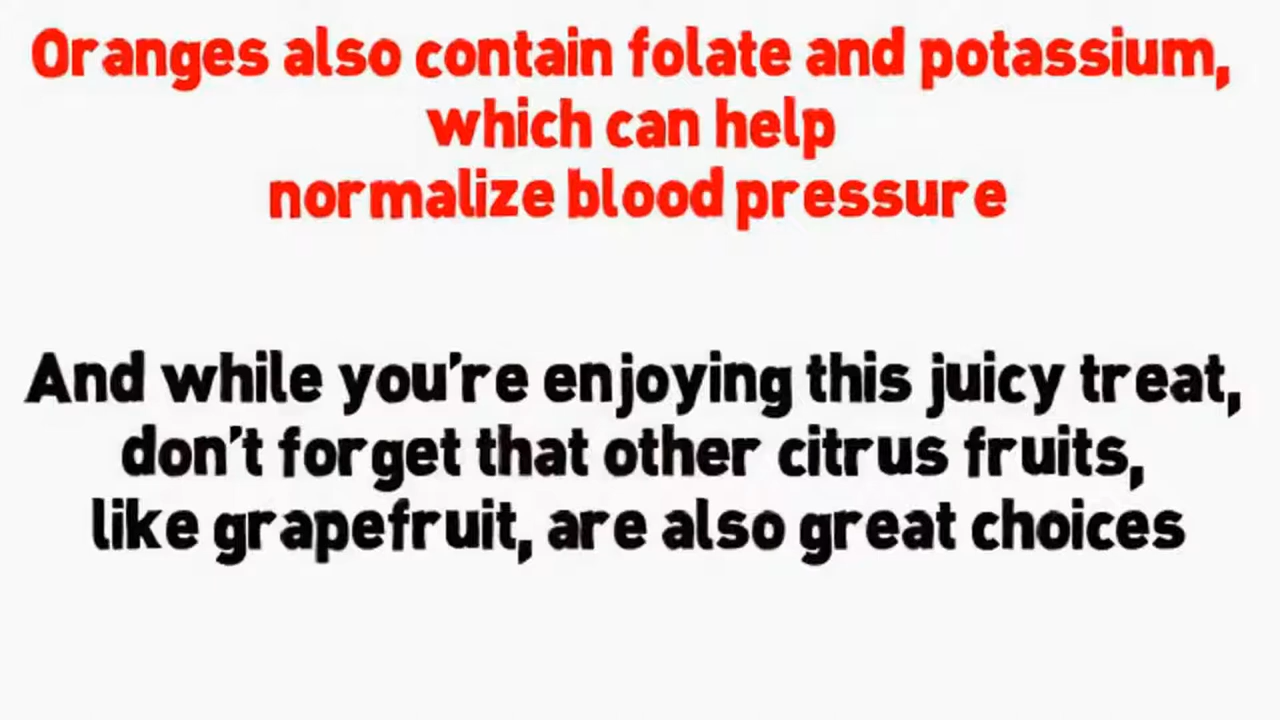 Oranges also contain folate and potassium,
which can help
normalize blood pressure
And while you're enjoying this juicy treat,
don't forget that other citrus fruits,
like grapefruit, are also great choices